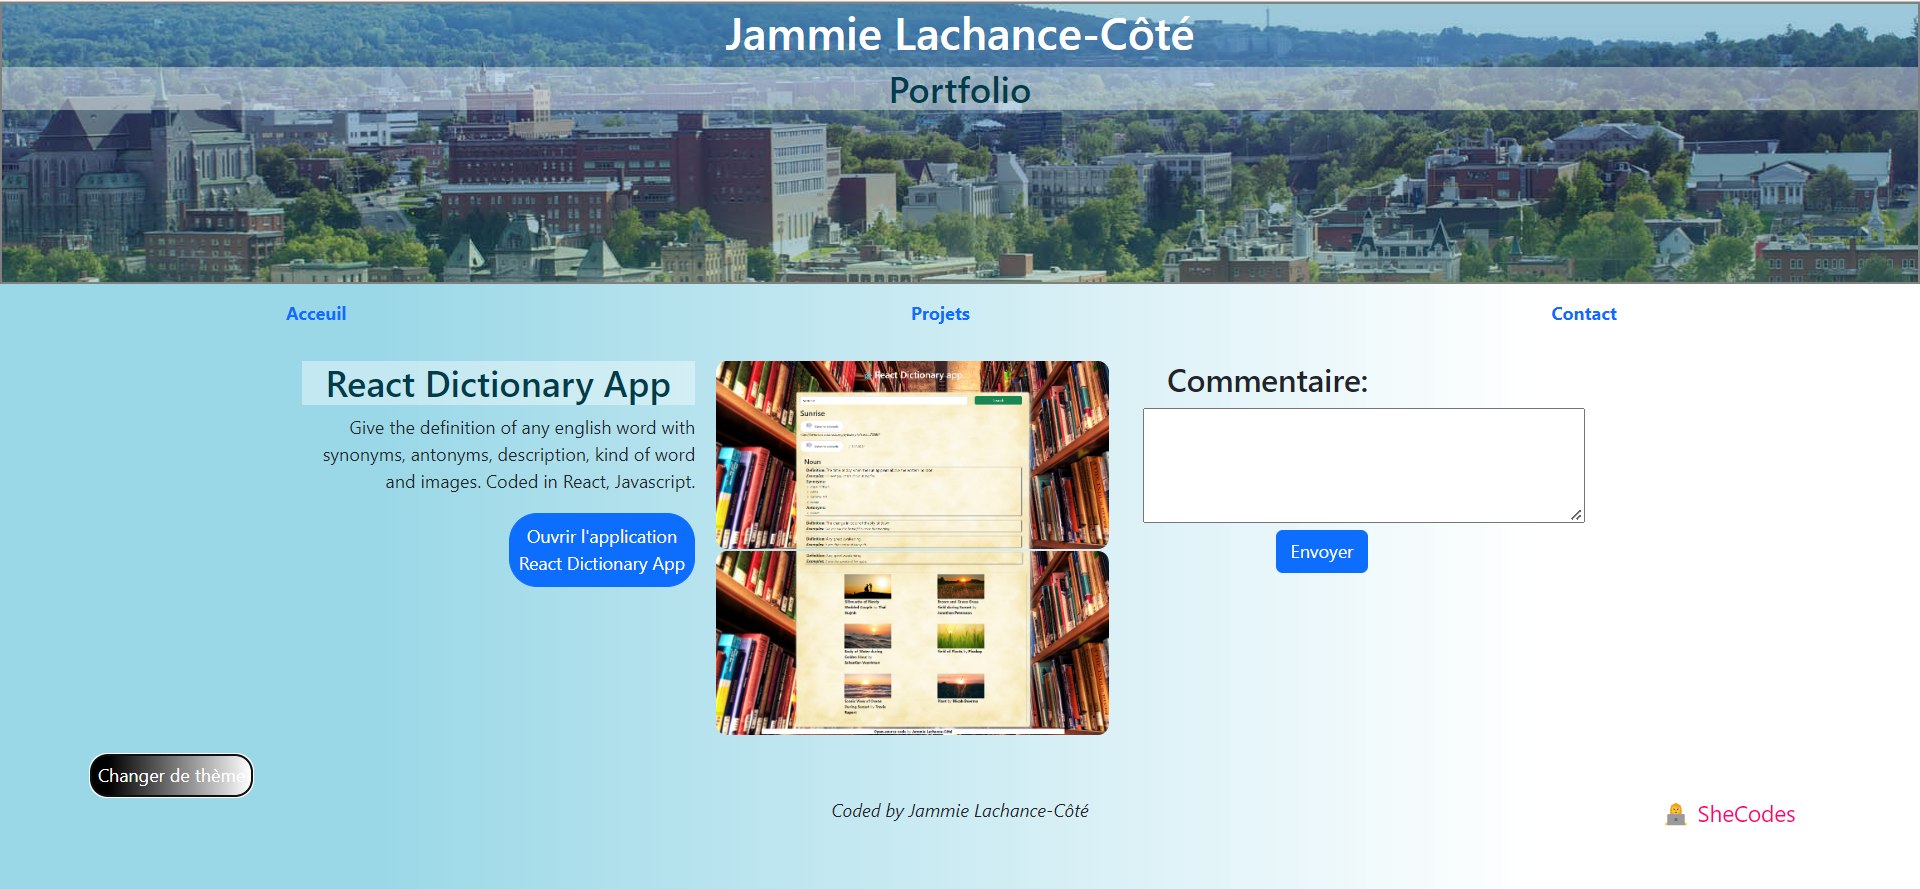 Jammie Lachance-Côté
Portfolio
Acceuil
Projets
Contact
React Dictionary App
Give the definition of any english word with
synonyms, antonyms, description, kind of word
and images. Coded in React, Javascript.
Ouvrir l'application
React Dictionary App
React Dictionary app
Search
Sunrise
Noun
Commentaire:
Envoyer
Changer de thème
Coded by Jammie Lachance-Côté
SheCodes